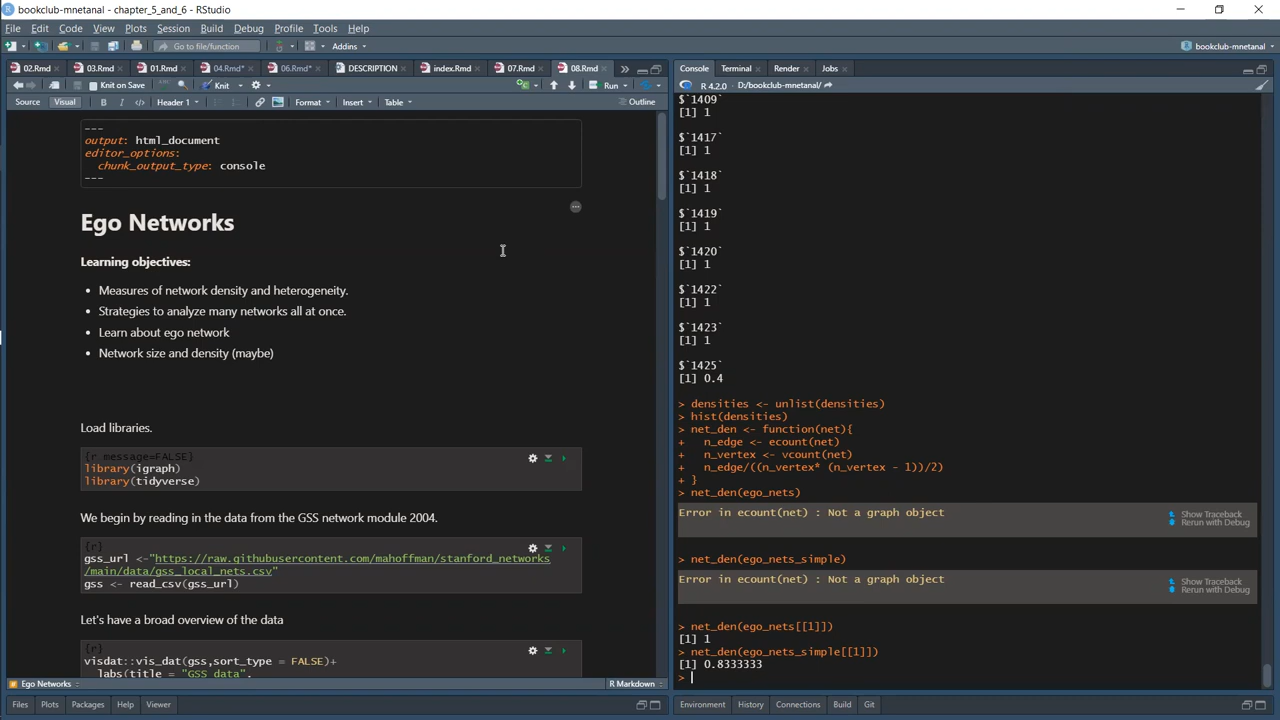 bookclub-mnetanal - chapter_5_and_6 - RStudio
File Edit Code View Plots Session Build Debug Profile Tools Help
Go to file/function Addins bookclub-mnetanal
02.Rmd 03.Rmd 01.Rmd 04.Rmd* 06.Rmd* DESCRIPTION index.Rmd 07.Rmd 08.Rmd
Knit on Save Knit Run
Source Visual B I Header 1 Format Insert Table Outline
---
output: html_document
editor_options:
chunk_output_type: console
---
Ego Networks
Learning objectives:
• Measures of network density and heterogeneity.
• Strategies to analyze many networks all at once.
• Learn about ego network
• Network size and density (maybe)
Load libraries.
{r message=FALSE}
library(igraph)
library(tidyverse)
We begin by reading in the data from the GSS network module 2004.
{r}
gss_url <-"https://raw.githubusercontent.com/mahoffman/stanford_networks
/main/data/gss_local_nets.csv"
gss <- read_csv(gss_url)
Let's have a broad overview of the data
{r}
visdat::vis_dat(gss,sort_type = FALSE)+
labs(title = "GSS data",
Ego Networks R Markdown
Files Plots Packages Help Viewer
Console Terminal Render Jobs
R 4.2.0 · D:/bookclub-mnetanal/
$`1409`
[1] 1
$`1417`
[1] 1
$`1418`
[1] 1
$`1419`
[1] 1
$`1420`
[1] 1
$`1422`
[1] 1
$`1423`
[1] 1
$`1425`
[1] 0.4
> densities <- unlist(densities)
> hist(densities)
> net_den <- function(net){
+ n_edge <- ecount(net)
+ n_vertex <- vcount(net)
+ n_edge/((n_vertex* (n_vertex - 1))/2)
+ }
> net_den(ego_nets)
Error in ecount(net) : Not a graph object
Show Traceback
Rerun with Debug
> net_den(ego_nets_simple)
Error in ecount(net) : Not a graph object
Show Traceback
Rerun with Debug
> net_den(ego_nets[[1]])
[1] 1
> net_den(ego_nets_simple[[1]])
[1] 0.8333333
>
Environment History Connections Build Git